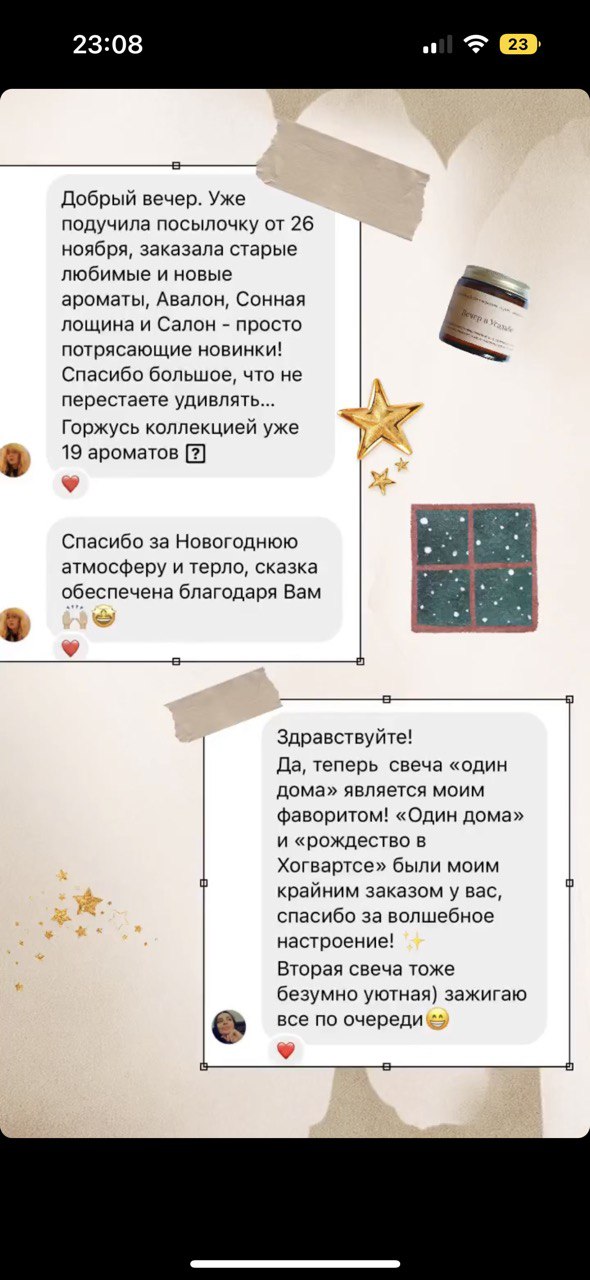 23:08
23
Добрый вечер. Уже
подучила посылочку от 26
ноября, заказала старые
любимые и новые
ароматы, Авалон, Сонная
лощина и Салон - просто
потрясающие новинки!
Спасибо большое, что не
перестаете удивлять...
Горжусь коллекцией уже
19 ароматов ?
Вечер в Усадьбе
Спасибо за Новогоднюю
атмосферу и терло, сказка
обеспечена благодаря Вам
🙌🏼🤩
Здравствуйте!
Да, теперь свеча «один
дома» является моим
фаворитом! «Один дома»
и «рождество в
Хогвартсе» были моим
крайним заказом у вас,
спасибо за волшебное
настроение! ✨
Вторая свеча тоже
безумно уютная) зажигаю
все по очереди😁